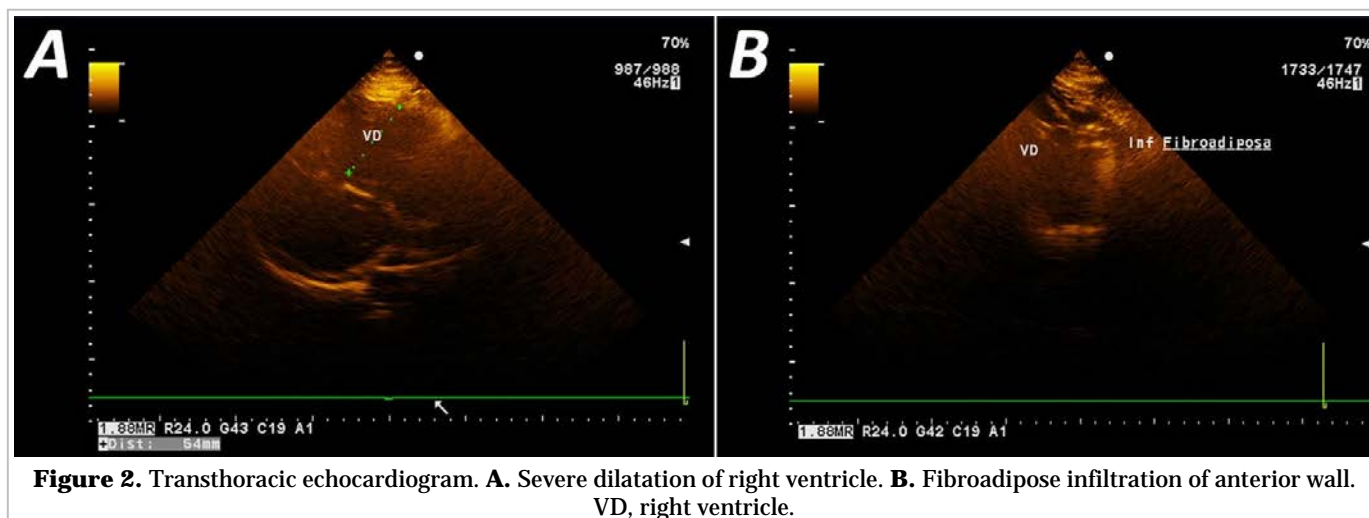 A
70%
987/988
46Hz1
VD
1.88MR R24.0 G43 C19 A1
+Dist: 54mm
B
70%
1733/1747
46Hz1
VD
Inf Fibroadiposa
1.88MR R24.0 G42 C19 A1
Figure 2. Transthoracic echocardiogram. A. Severe dilatation of right ventricle. B. Fibroadipose infiltration of anterior wall.
VD, right ventricle.